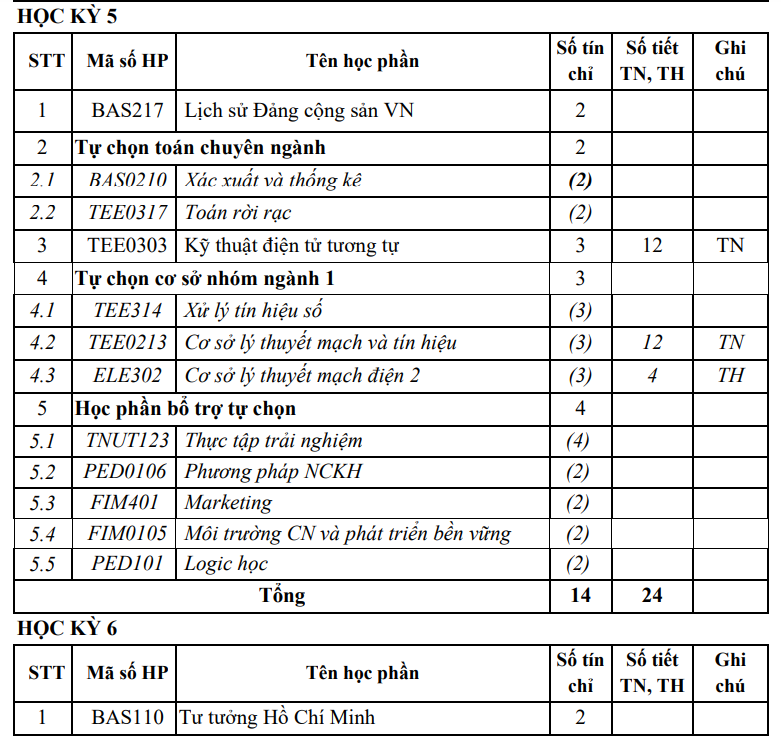 HỌC KỲ 5
STT Mã số HP Tên học phần Số tín chỉ Số tiết TN, TH Ghi chú
1 BAS217 Lịch sử Đảng cộng sản VN 2
2 Tự chọn toán chuyên ngành 2
2.1 BAS0210 Xác xuất và thống kê (2)
2.2 TEE0317 Toán rời rạc (2)
3 TEE0303 Kỹ thuật điện tử tương tự 3 12 TN
4 Tự chọn cơ sở nhóm ngành 1 3
4.1 TEE314 Xử lý tín hiệu số (3)
4.2 TEE0213 Cơ sở lý thuyết mạch và tín hiệu (3) 12 TN
4.3 ELE302 Cơ sở lý thuyết mạch điện 2 (3) 4 TH
5 Học phần bổ trợ tự chọn 4
5.1 TNUT123 Thực tập trải nghiệm (4)
5.2 PED0106 Phương pháp NCKH (2)
5.3 FIM401 Marketing (2)
5.4 FIM0105 Môi trường CN và phát triển bền vững (2)
5.5 PED101 Logic học (2)
Tổng 14 24
HỌC KỲ 6
STT Mã số HP Tên học phần Số tín chỉ Số tiết TN, TH Ghi chú
1 BAS110 Tư tưởng Hồ Chí Minh 2